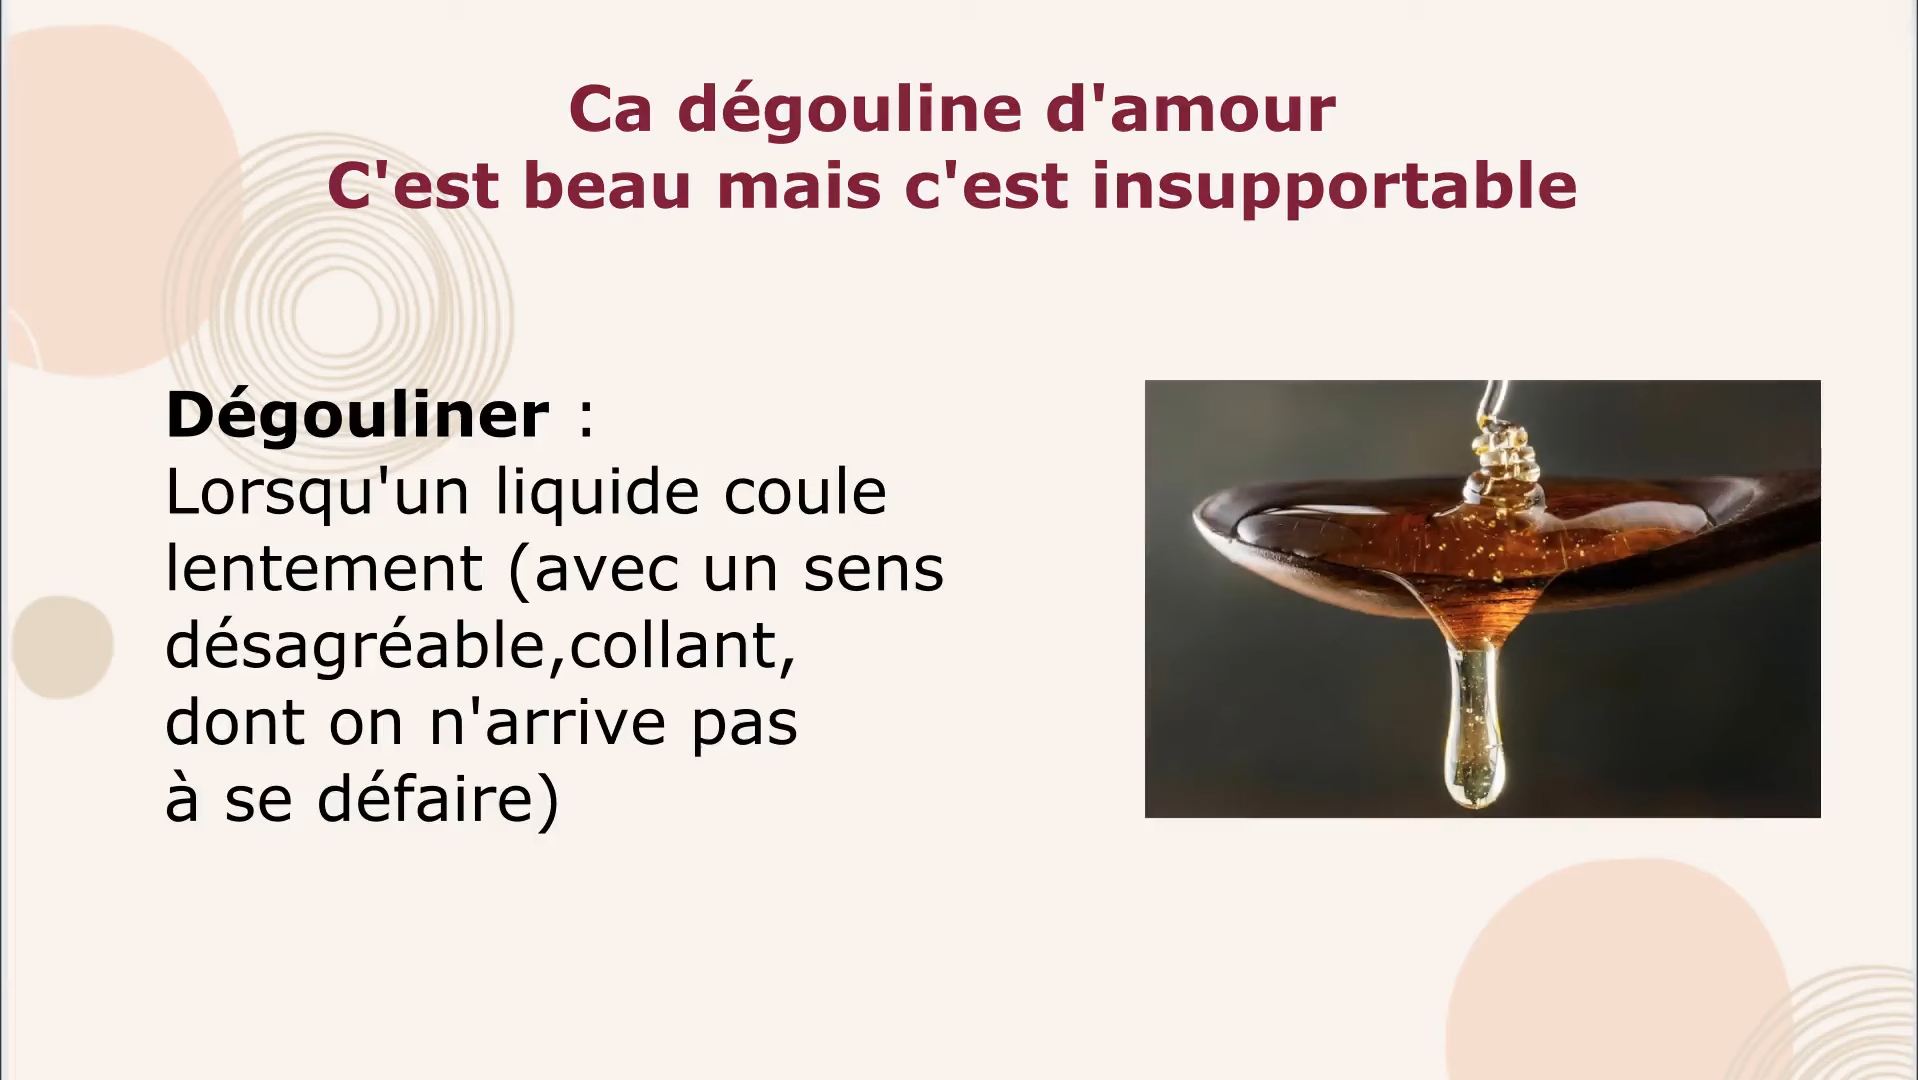 Ca dégouline d'amour
C'est beau mais c'est insupportable
Dégouliner :
Lorsqu'un liquide coule
lentement (avec un sens
désagréable,collant,
dont on n'arrive pas
à se défaire)